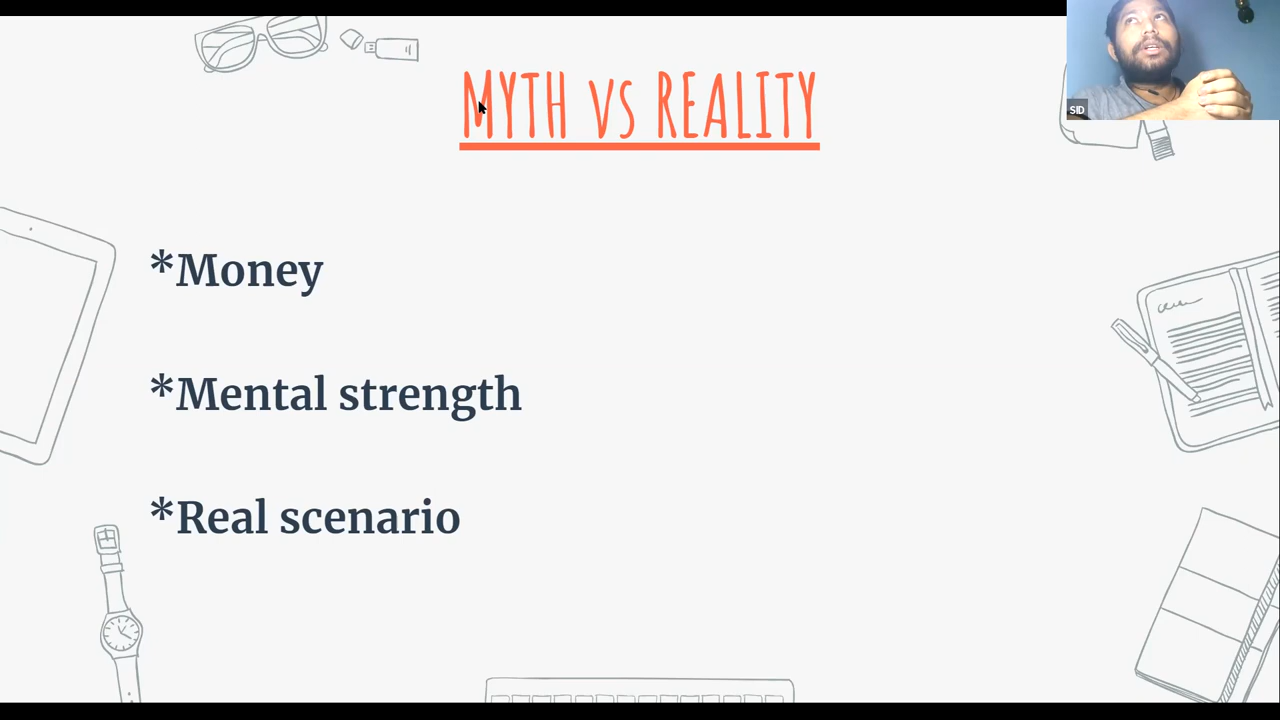 MYTH VS REALITY
SID
*Money
*Mental strength
*Real scenario